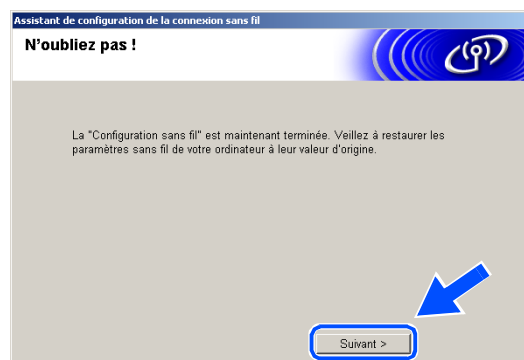 Assistant de configuration de la connexion sans fil
N'oubliez pas !
La "Configuration sans fil" est maintenant terminée. Veillez à restaurer les
paramètres sans fil de votre ordinateur à leur valeur d'origine.
Suivant >